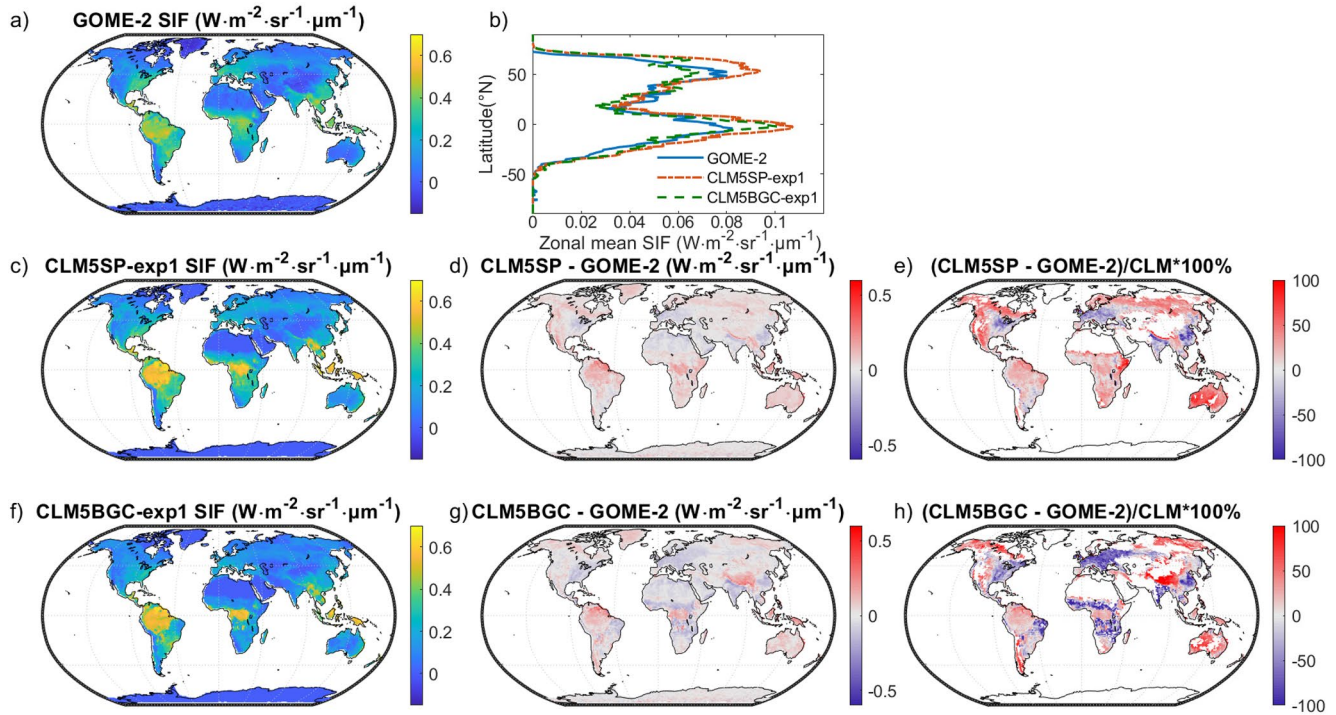 a) GOME-2 SIF (W·m⁻²·sr⁻¹·µm⁻¹)
0.6
0.4
0.2
0
b)
Latitude(°N)
50
0
-50
GOME-2
CLM5SP-exp1
CLM5BGC-exp1
0 0.02 0.04 0.06 0.08 0.1
Zonal mean SIF (W·m⁻²·sr⁻¹·µm⁻¹)
c) CLM5SP-exp1 SIF (W·m⁻²·sr⁻¹·µm⁻¹)
0.6
0.4
0.2
0
d) CLM5SP - GOME-2 (W·m⁻²·sr⁻¹·µm⁻¹)
0.5
0
-0.5
e) (CLM5SP - GOME-2)/CLM*100%
100
50
0
-50
-100
f) CLM5BGC-exp1 SIF (W·m⁻²·sr⁻¹·µm⁻¹)
0.6
0.4
0.2
0
g) CLM5BGC - GOME-2 (W·m⁻²·sr⁻¹·µm⁻¹)
0.5
0
-0.5
h) (CLM5BGC - GOME-2)/CLM*100%
100
50
0
-50
-100